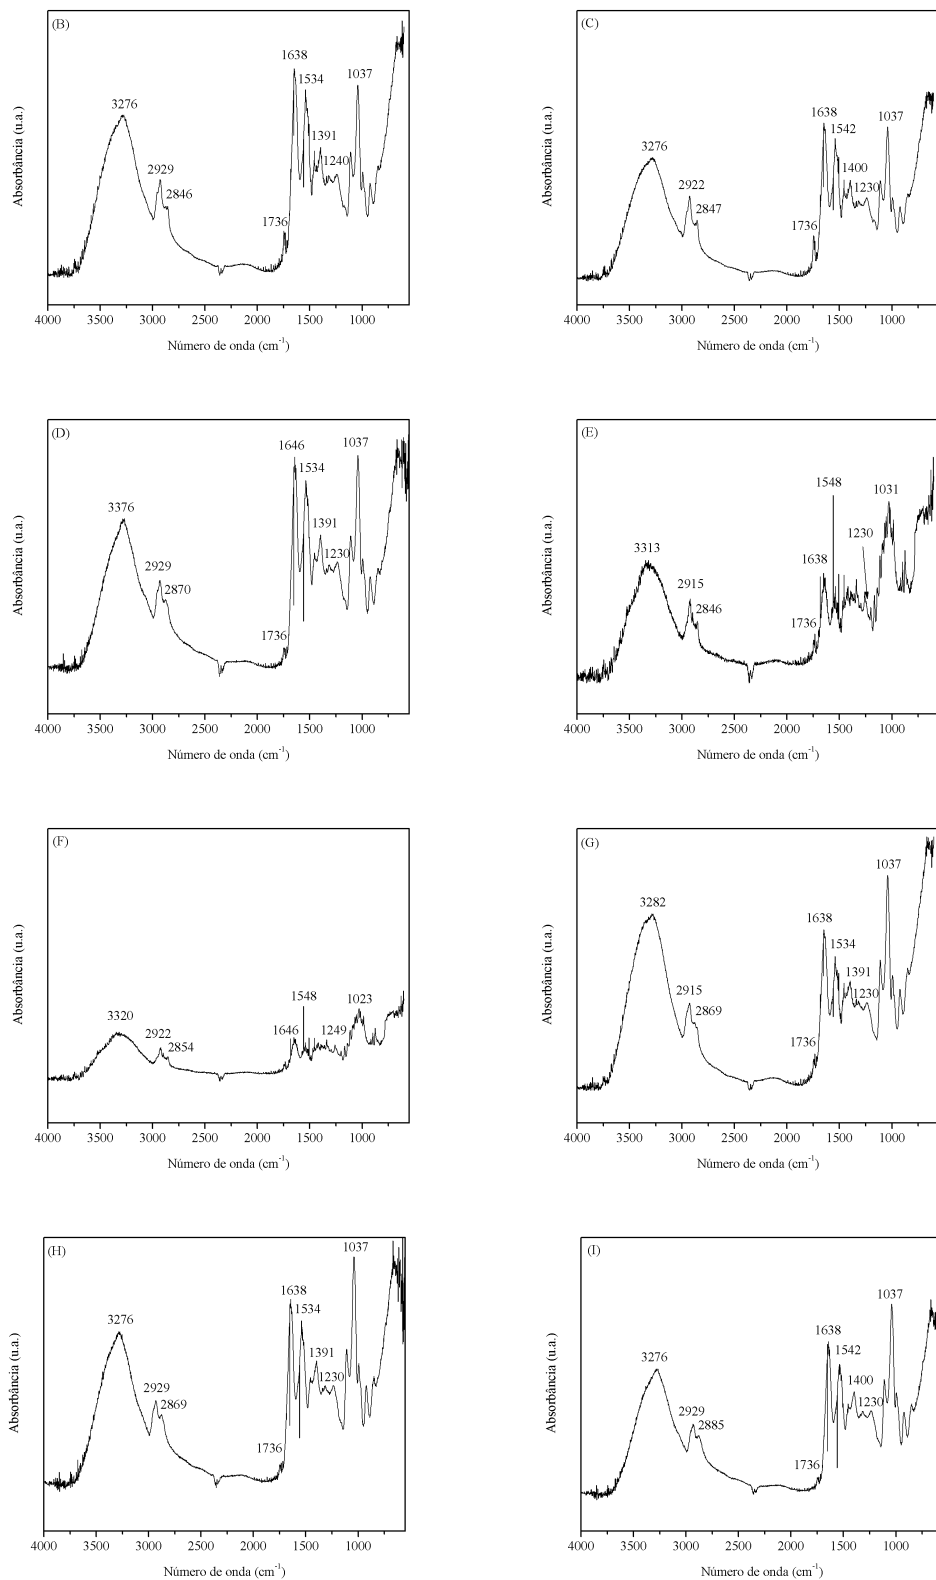 (B)
1638
1534
1037
3276
1391
1240
2929
2846
1736
Absorbância (u.a.)
4000 3500 3000 2500 2000 1500 1000
Número de onda (cm-1)
(C)
1638
1542
1037
3276
1400
1230
2922
2847
1736
Absorbância (u.a.)
4000 3500 3000 2500 2000 1500 1000
Número de onda (cm-1)
(D)
1646
1534
1037
3376
1391
1230
2929
2870
1736
Absorbância (u.a.)
4000 3500 3000 2500 2000 1500 1000
Número de onda (cm-1)
(E)
1548
1031
3313
1230
1638
2915
2846
1736
Absorbância (u.a.)
4000 3500 3000 2500 2000 1500 1000
Número de onda (cm-1)
(F)
1548
1023
3320
1646
1249
2922
2854
Absorbância (u.a.)
4000 3500 3000 2500 2000 1500 1000
Número de onda (cm-1)
(G)
1037
3282
1638
1534
1391
1230
2915
2869
1736
Absorbância (u.a.)
4000 3500 3000 2500 2000 1500 1000
Número de onda (cm-1)
(H)
1037
1638
1534
3276
1391
1230
2929
2869
1736
Absorbância (u.a.)
4000 3500 3000 2500 2000 1500 1000
Número de onda (cm-1)
(I)
1037
1638
1542
3276
1400
1230
2929
2885
1736
Absorbância (u.a.)
4000 3500 3000 2500 2000 1500 1000
Número de onda (cm-1)